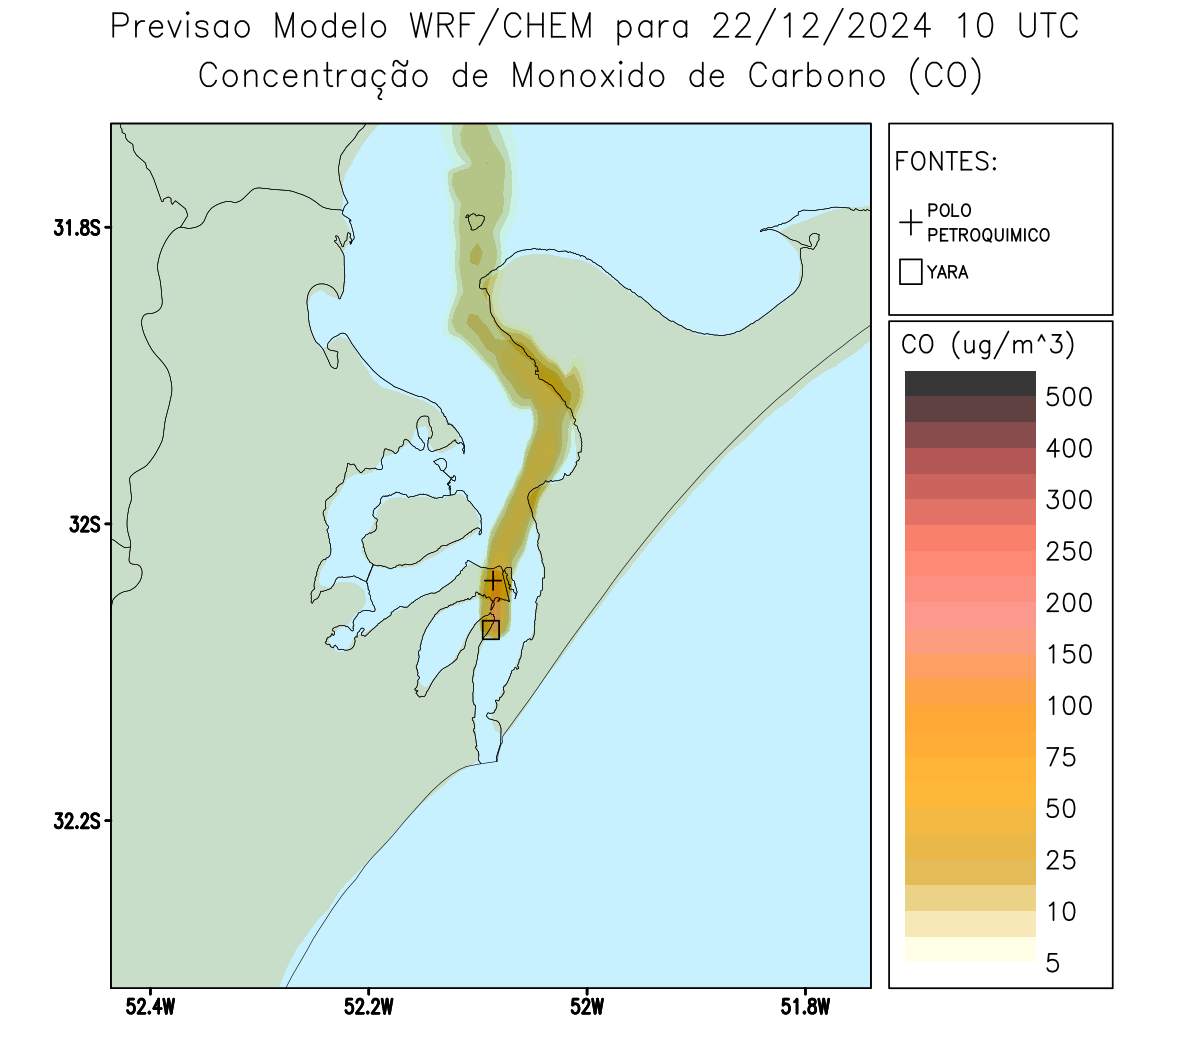 Previsao Modelo WRF/CHEM para 22/12/2024 10 UTC
Concentração de Monoxido de Carbono (CO)
FONTES:
POLO
PETROQUIMICO
YARA
CO (ug/m^3)
500
400
300
250
200
150
100
75
50
25
10
5
31.8S
32S
32.2S
52.4W
52.2W
52W
51.8W